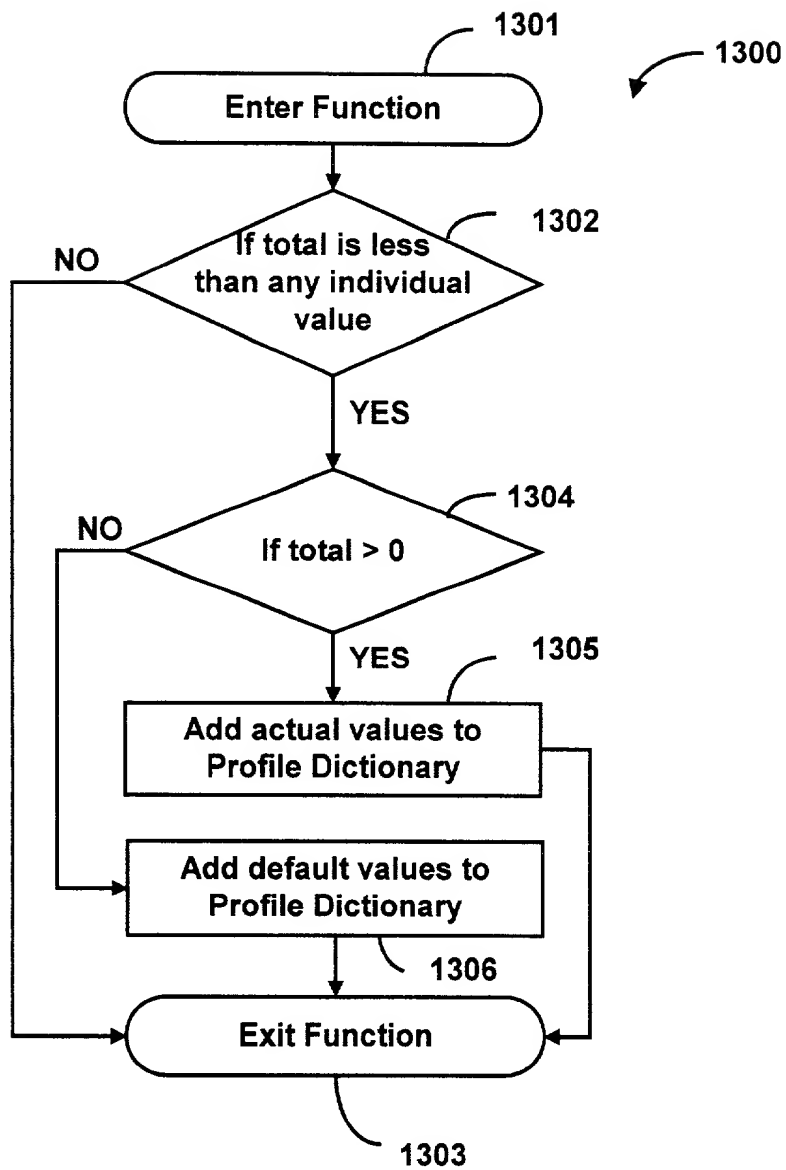 1301
1300
Enter Function
1302
If total is less
than any individual
value
NO
YES
1304
NO
If total > 0
YES
1305
Add actual values to
Profile Dictionary
Add default values to
Profile Dictionary
1306
Exit Function
1303